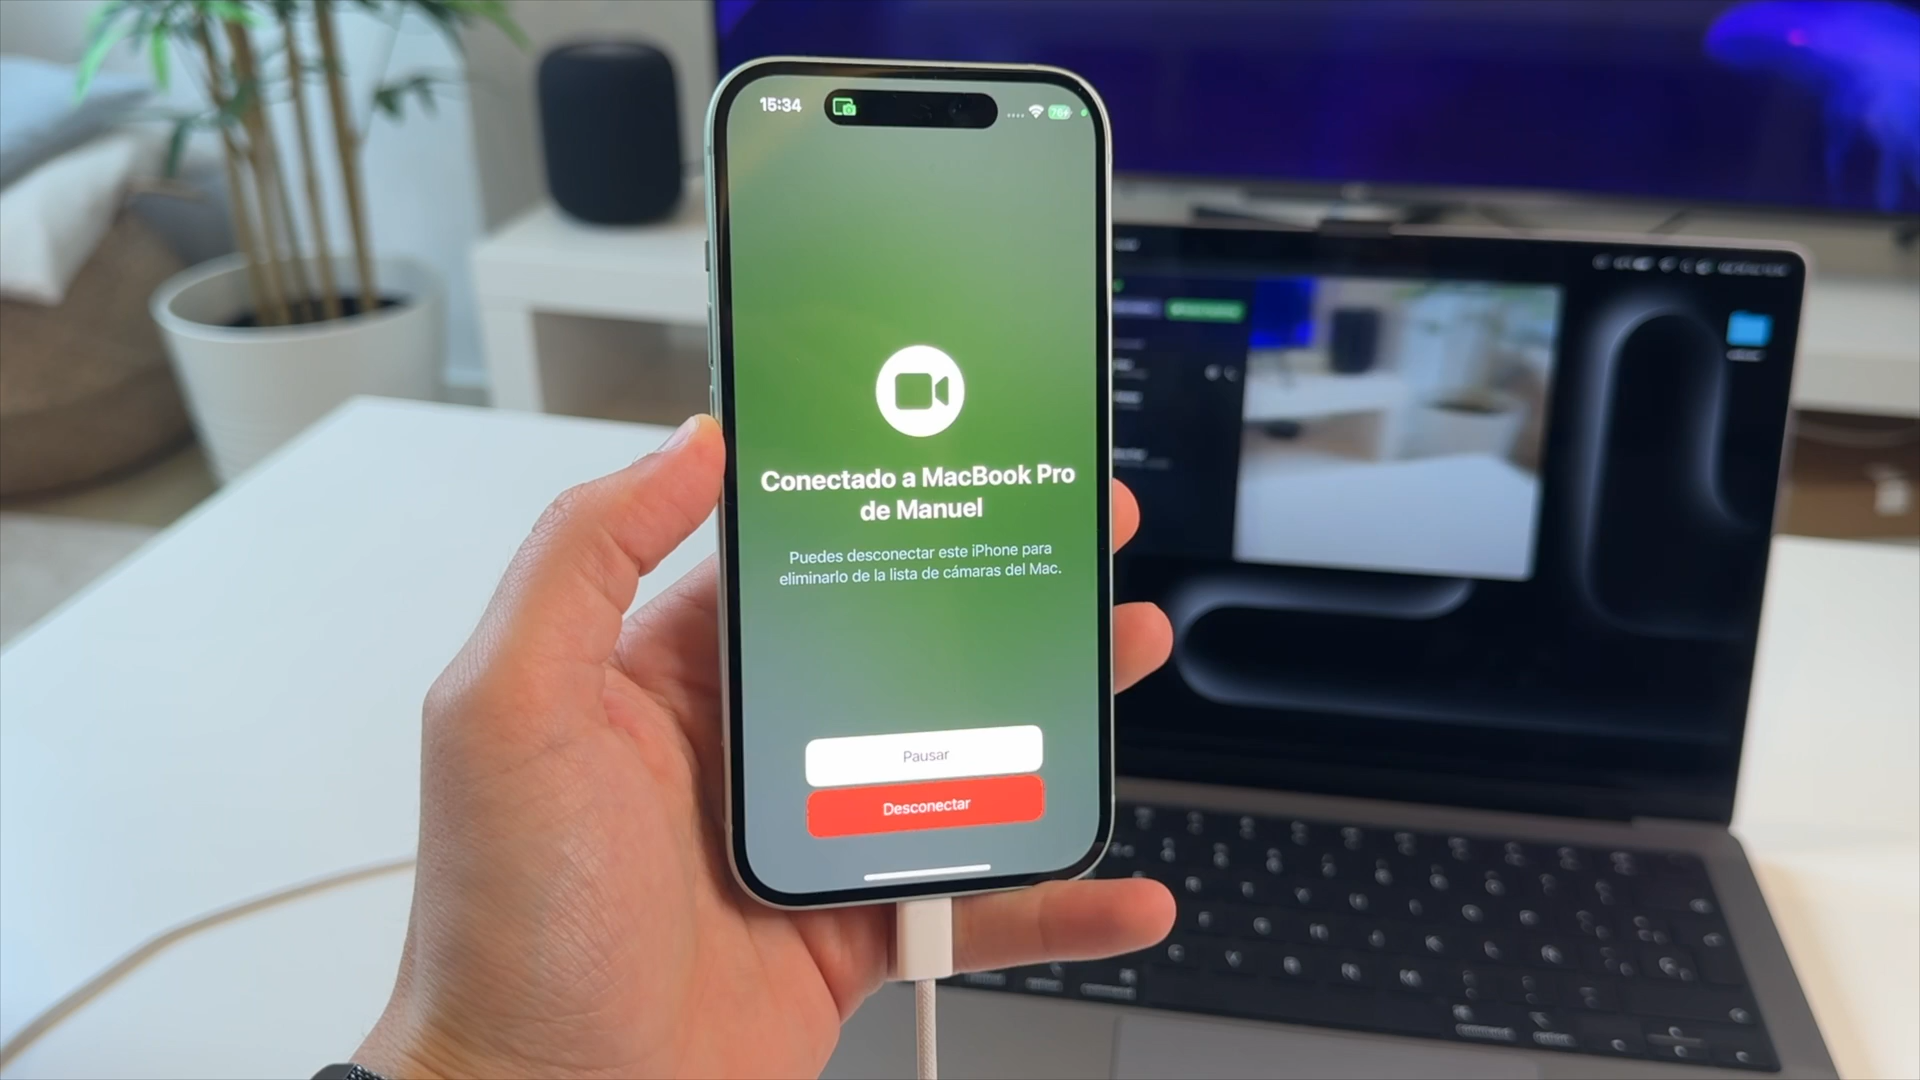 15:34
Conectado a MacBook Pro
de Manuel
Puedes desconectar este iPhone para
eliminarlo de la lista de cámaras del Mac.
Pausar
Desconectar